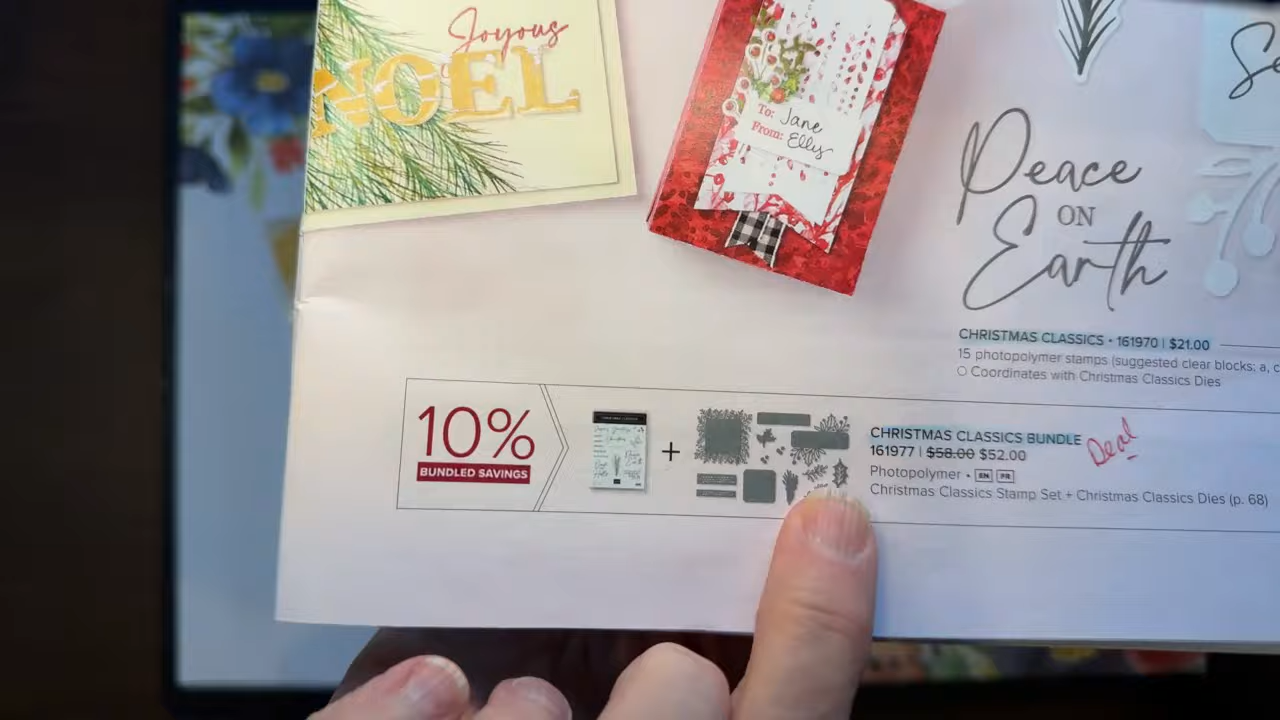 Joyous
NOEL
To: Jane
From: Elly
Peace
ON
Earth
CHRISTMAS CLASSICS • 161970 | $21.00
15 photopolymer stamps (suggested clear blocks: a, c
Coordinates with Christmas Classics Dies
10%
BUNDLED SAVINGS
+
CHRISTMAS CLASSICS BUNDLE
Deal
161977 | $58.00 $52.00
Photopolymer • EN FR
Christmas Classics Stamp Set + Christmas Classics Dies (p. 68)